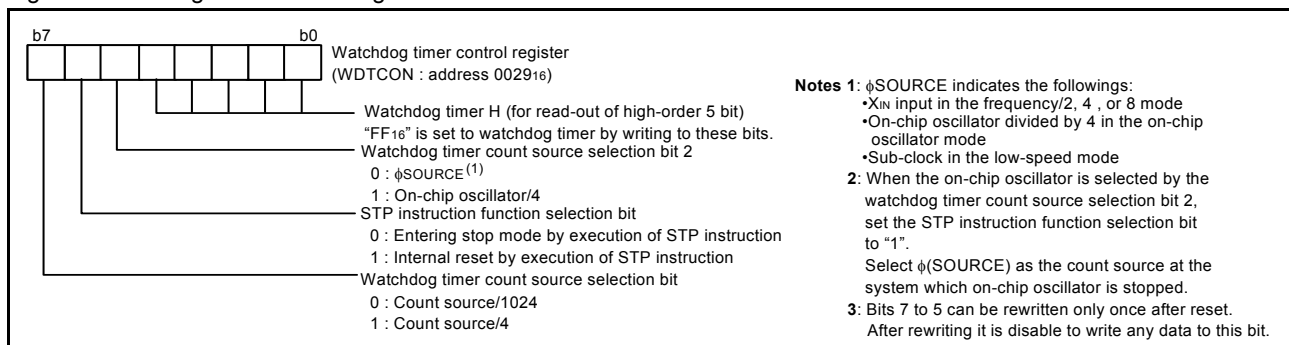 b7 b0
Watchdog timer control register
(WDTCON : address 002916)
Watchdog timer H (for read-out of high-order 5 bit)
“FF16” is set to watchdog timer by writing to these bits.
Watchdog timer count source selection bit 2
0 : ϕSOURCE(1)
1 : On-chip oscillator/4
STP instruction function selection bit
0 : Entering stop mode by execution of STP instruction
1 : Internal reset by execution of STP instruction
Watchdog timer count source selection bit
0 : Count source/1024
1 : Count source/4
Notes 1: ϕSOURCE indicates the followings:
•XIN input in the frequency/2, 4 , or 8 mode
•On-chip oscillator divided by 4 in the on-chip
oscillator mode
•Sub-clock in the low-speed mode
2: When the on-chip oscillator is selected by the
watchdog timer count source selection bit 2,
set the STP instruction function selection bit
to “1”.
Select ϕ(SOURCE) as the count source at the
system which on-chip oscillator is stopped.
3: Bits 7 to 5 can be rewritten only once after reset.
After rewriting it is disable to write any data to this bit.